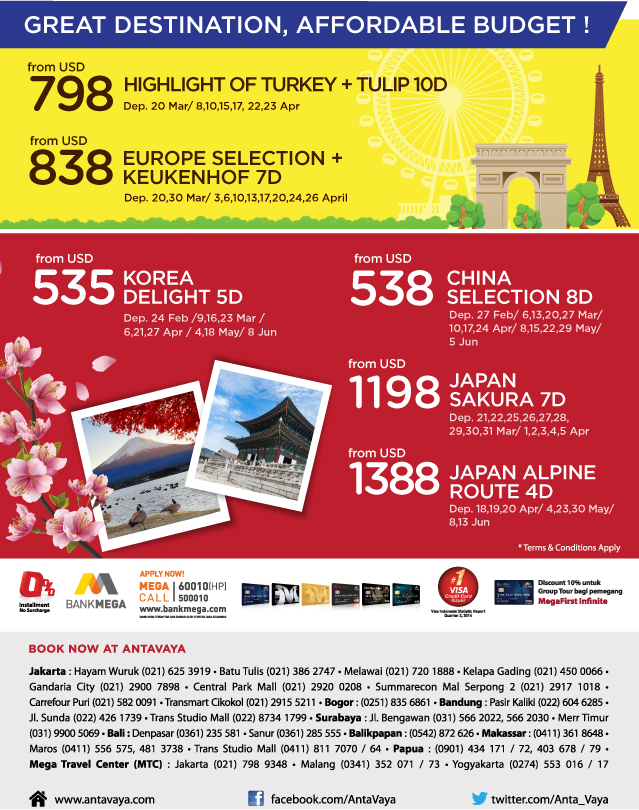 GREAT DESTINATION, AFFORDABLE BUDGET !
from USD
798
HIGHLIGHT OF TURKEY + TULIP 10D
Dep. 20 Mar/ 8,10,15,17, 22,23 Apr
from USD
838
EUROPE SELECTION +
KEUKENHOF 7D
Dep. 20,30 Mar/ 3,6,10,13,17,20,24,26 April
from USD
535
KOREA
DELIGHT 5D
Dep. 24 Feb /9,16,23 Mar /
6,21,27 Apr / 4,18 May/ 8 Jun
from USD
538
CHINA
SELECTION 8D
Dep. 27 Feb/ 6,13,20,27 Mar/
10,17,24 Apr/ 8,15,22,29 May/
5 Jun
from USD
1198
JAPAN
SAKURA 7D
Dep. 21,22,25,26,27,28,
29,30,31 Mar/ 1,2,3,4,5 Apr
from USD
1388
JAPAN ALPINE
ROUTE 4D
Dep. 18,19,20 Apr/ 4,23,30 May/
8,13 Jun
* Terms & Conditions Apply
0%
Installment
No Surcharge
BANKMEGA
APPLY NOW!
MEGA 60010(HP)
CALL 500010
www.bankmega.com
#1
VISA
Credit Card
Issuer
Visa Indonesia Statistic Report
Quarter 2, 2014
Discount 10% untuk
Group Tour bagi pemegang
MegaFirst Infinite
BOOK NOW AT ANTAVAYA
Jakarta : Hayam Wuruk (021) 625 3919 • Batu Tulis (021) 386 2747 • Melawai (021) 720 1888 • Kelapa Gading (021) 450 0066 •
Gandaria City (021) 2900 7898 • Central Park Mall (021) 2920 0208 • Summarecon Mal Serpong 2 (021) 2917 1018 •
Carrefour Puri (021) 582 0091 • Transmart Cikokol (021) 2915 5211 • Bogor : (0251) 835 6861 • Bandung : Pasir Kaliki (022) 604 6285 •
Jl. Sunda (022) 426 1739 • Trans Studio Mall (022) 8734 1799 • Surabaya : Jl. Bengawan (031) 566 2022, 566 2030 • Merr Timur
(031) 9900 5069 • Bali : Denpasar (0361) 235 581 • Sanur (0361) 285 555 • Balikpapan : (0542) 872 626 • Makassar : (0411) 361 8648 •
Maros (0411) 556 575, 481 3738 • Trans Studio Mall (0411) 811 7070 / 64 • Papua : (0901) 434 171 / 72, 403 678 / 79 •
Mega Travel Center (MTC) : Jakarta (021) 798 9348 • Malang (0341) 352 071 / 73 • Yogyakarta (0274) 553 016 / 17
www.antavaya.com
facebook.com/AntaVaya
twitter.com/Anta_Vaya